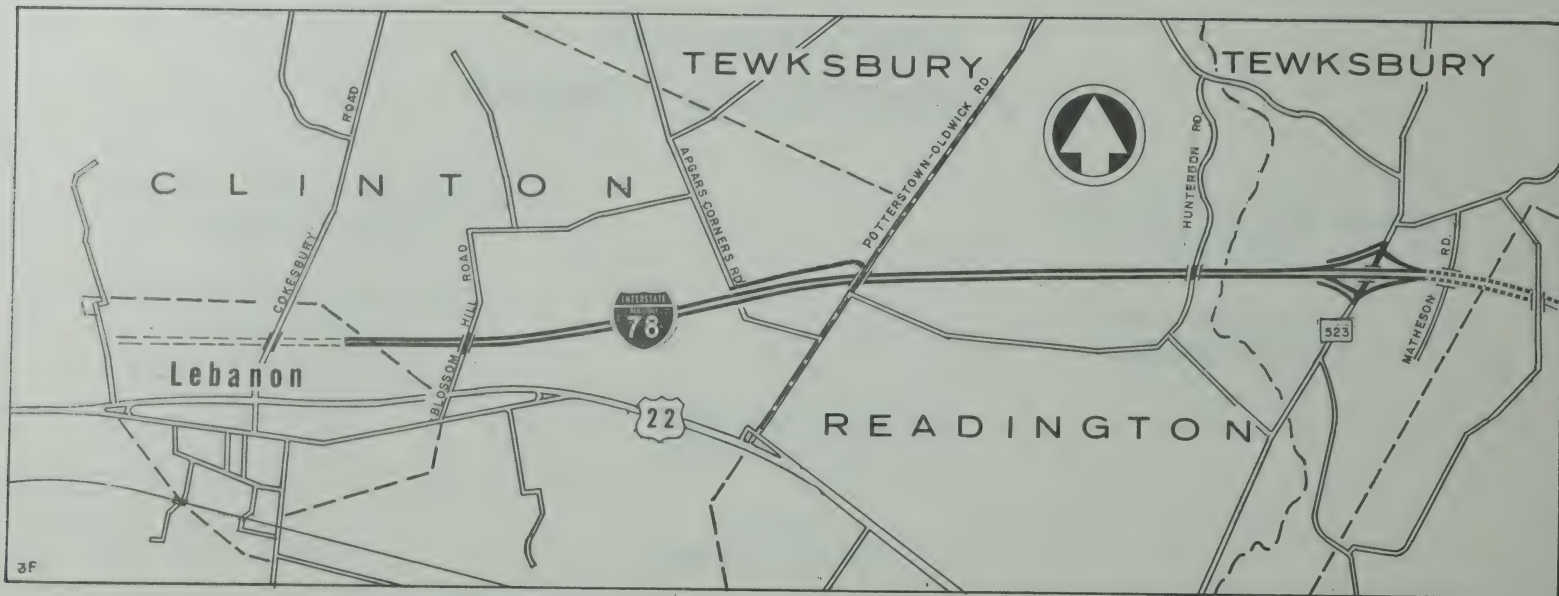 TEWKSBURY
TEWKSBURY
ROAD
COKESBURY
CLINTON
APGARS CORNERS RD.
POTTERSTOWN-OLDWICK RD.
HUNTERDON RD.
BLOSSOM HILL ROAD
INTERSTATE
78
523
MATHESON RD.
Lebanon
22
READINGTON
3F